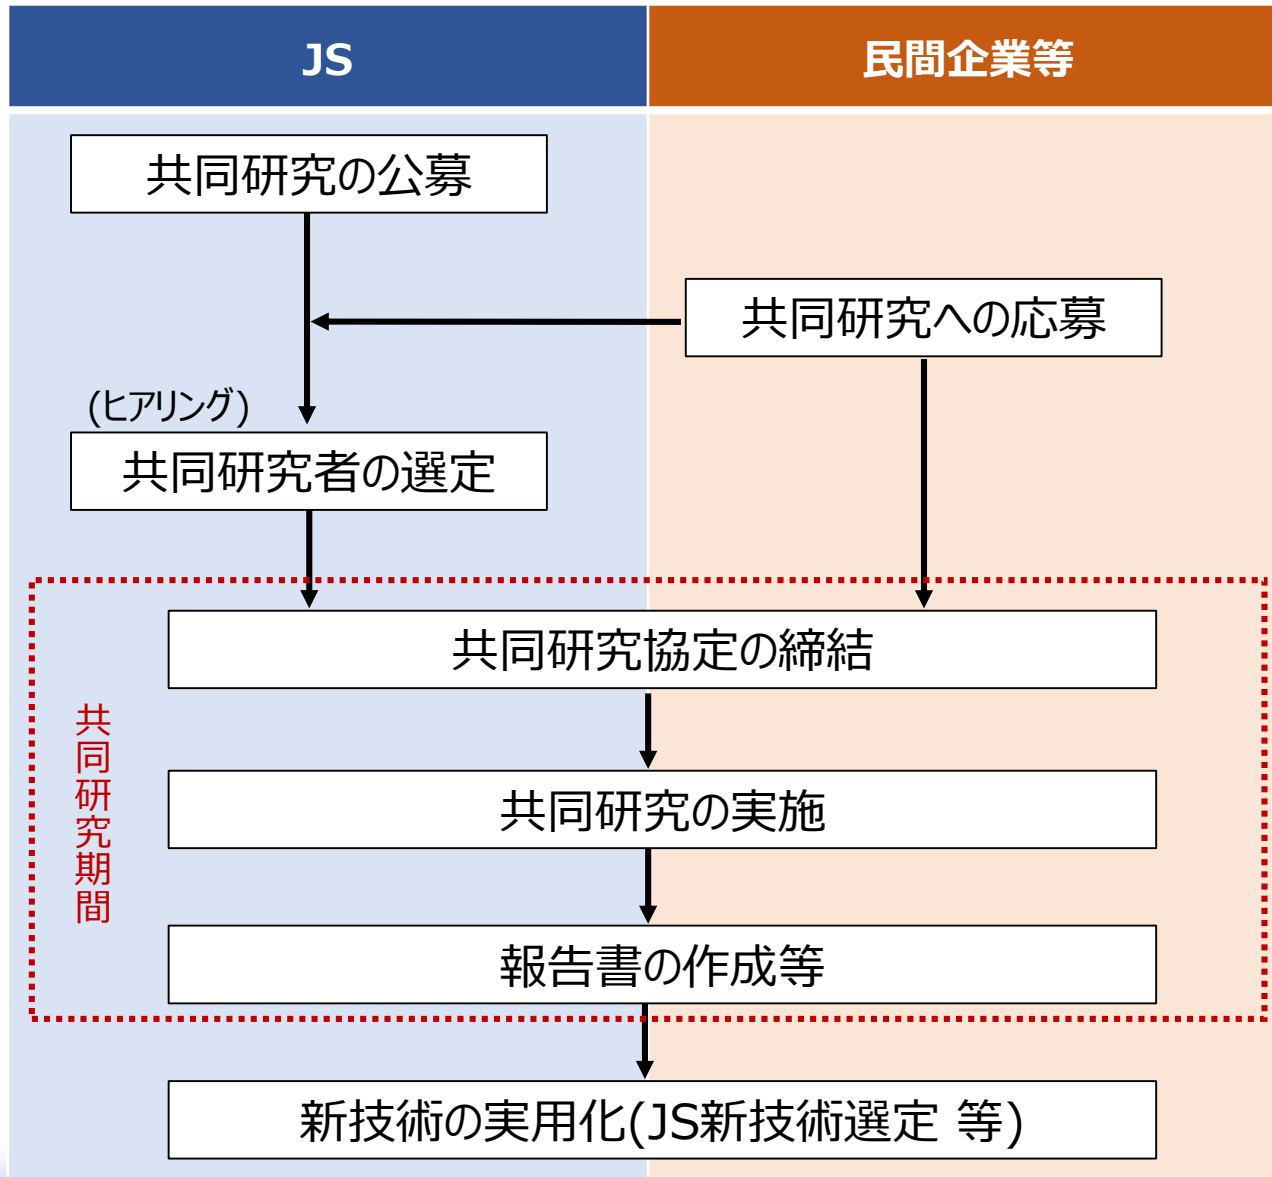 JS
民間企業等
共同研究の公募
共同研究への応募
(ヒアリング)
共同研究者の選定
共同研究協定の締結
共同研究期間
共同研究の実施
報告書の作成等
新技術の実用化(JS新技術選定 等)